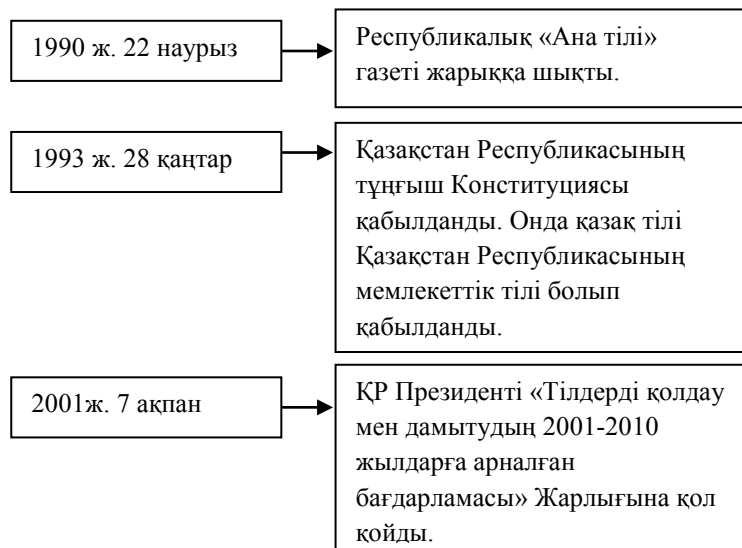 1990 ж. 22 наурыз
Республикалық «Ана тілі»
газеті жарыққа шықты.
1993 ж. 28 қаңтар
Қазақстан Республикасының
тұңғыш Конституциясы
қабылданды. Онда қазақ тілі
Қазақстан Республикасының
мемлекеттік тілі болып
қабылданды.
2001ж. 7 ақпан
ҚР Президенті «Тілдерді қолдау
мен дамытудың 2001-2010
жылдарға арналған
бағдарламасы» Жарлығына қол
қойды.